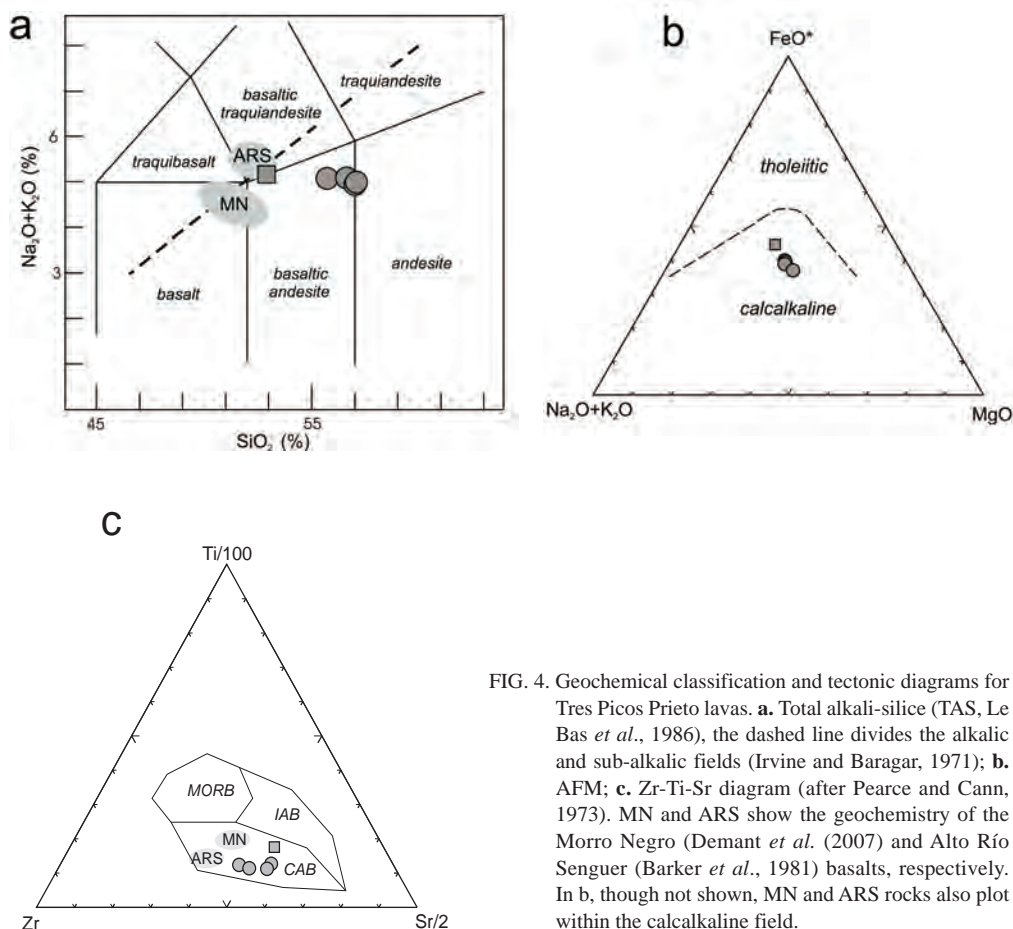 a
Na₂O+K₂O (%)
6
3
45
55
SiO₂ (%)
traquibasalt
basaltic
traquiandesite
traquiandesite
ARS
MN
basalt
basaltic
andesite
andesite
b
FeO*
tholeiitic
calcalkaline
Na₂O+K₂O
MgO
c
Ti/100
MORB
IAB
MN
ARS
CAB
Zr
Sr/2
FIG. 4. Geochemical classification and tectonic diagrams for
Tres Picos Prieto lavas. a. Total alkali-silice (TAS, Le
Bas et al., 1986), the dashed line divides the alkalic
and sub-alkalic fields (Irvine and Baragar, 1971); b.
AFM; c. Zr-Ti-Sr diagram (after Pearce and Cann,
1973). MN and ARS show the geochemistry of the
Morro Negro (Demant et al. (2007) and Alto Río
Senguer (Barker et al., 1981) basalts, respectively.
In b, though not shown, MN and ARS rocks also plot
within the calcalkaline field.